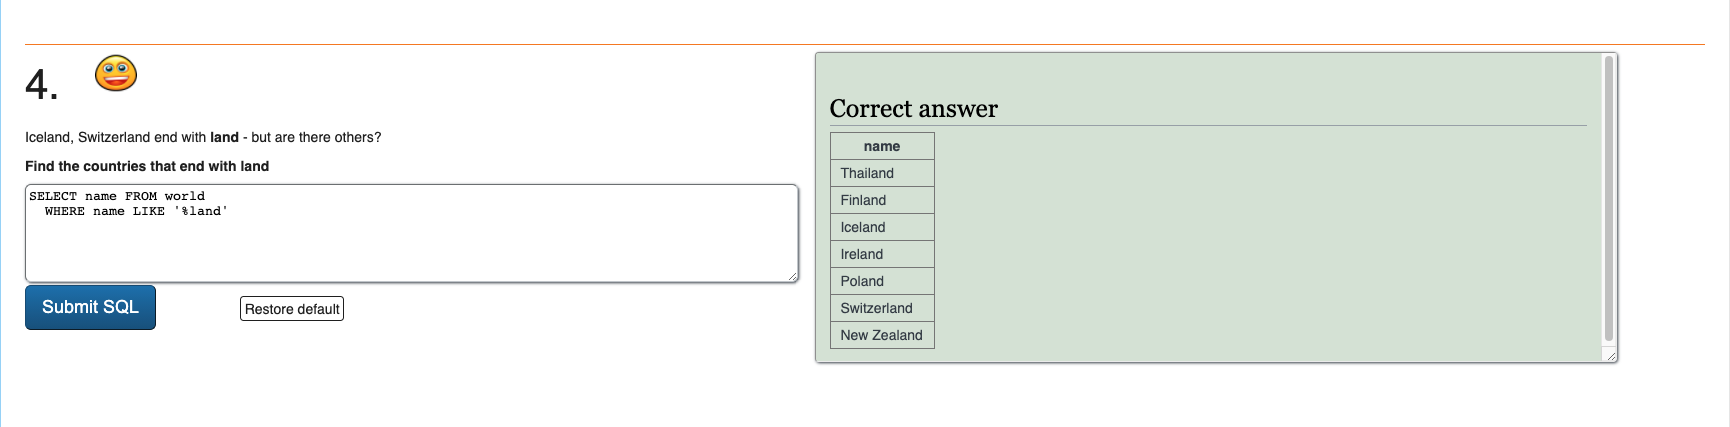 4.
Iceland, Switzerland end with land - but are there others?
Find the countries that end with land
SELECT name FROM world
  WHERE name LIKE '%land'
Submit SQL
Restore default
Correct answer
name
Thailand
Finland
Iceland
Ireland
Poland
Switzerland
New Zealand